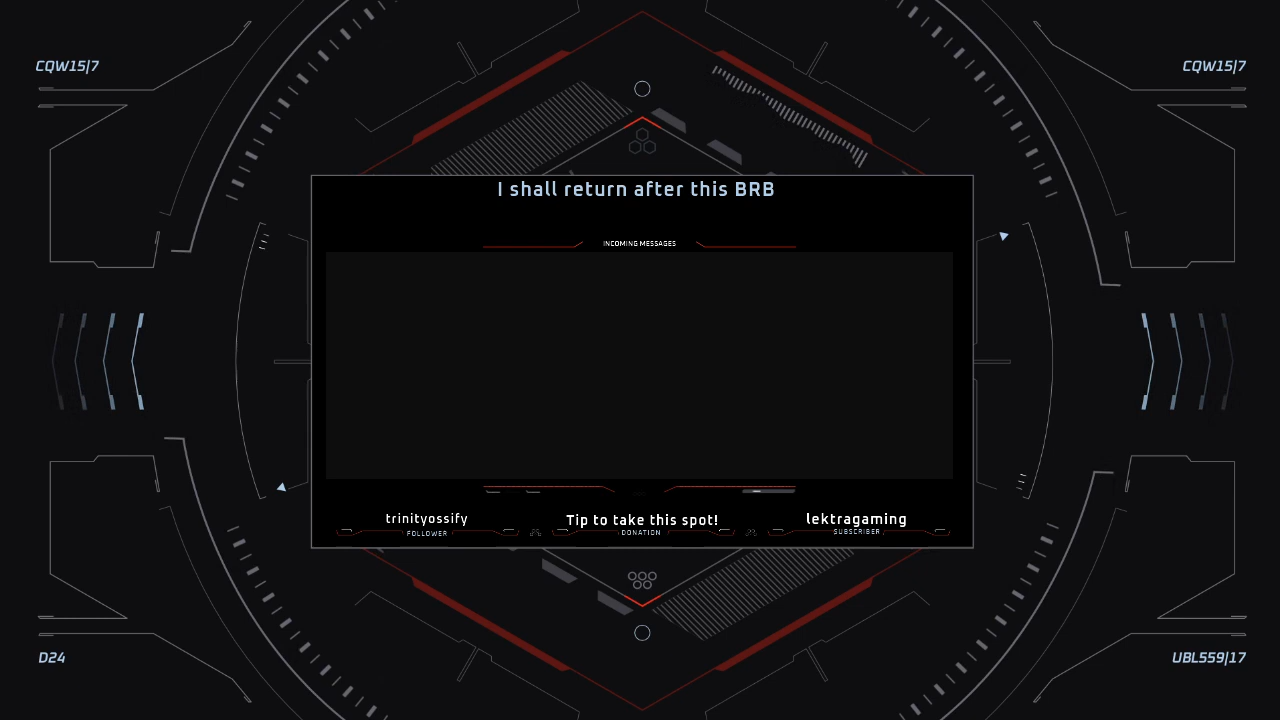 CQW15|7
CQW15|7
I shall return after this BRB
INCOMING MESSAGES
trinityossify
Tip to take this spot!
lektragaming
FOLLOWER
DONATION
SUBSCRIBER
D24
UBL559|17